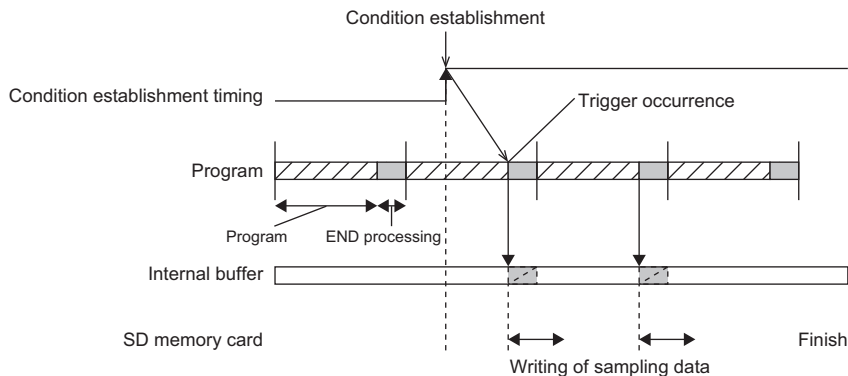 Condition establishment
Condition establishment timing
Trigger occurrence
Program
Program
END processing
Internal buffer
SD memory card
Finish
Writing of sampling data